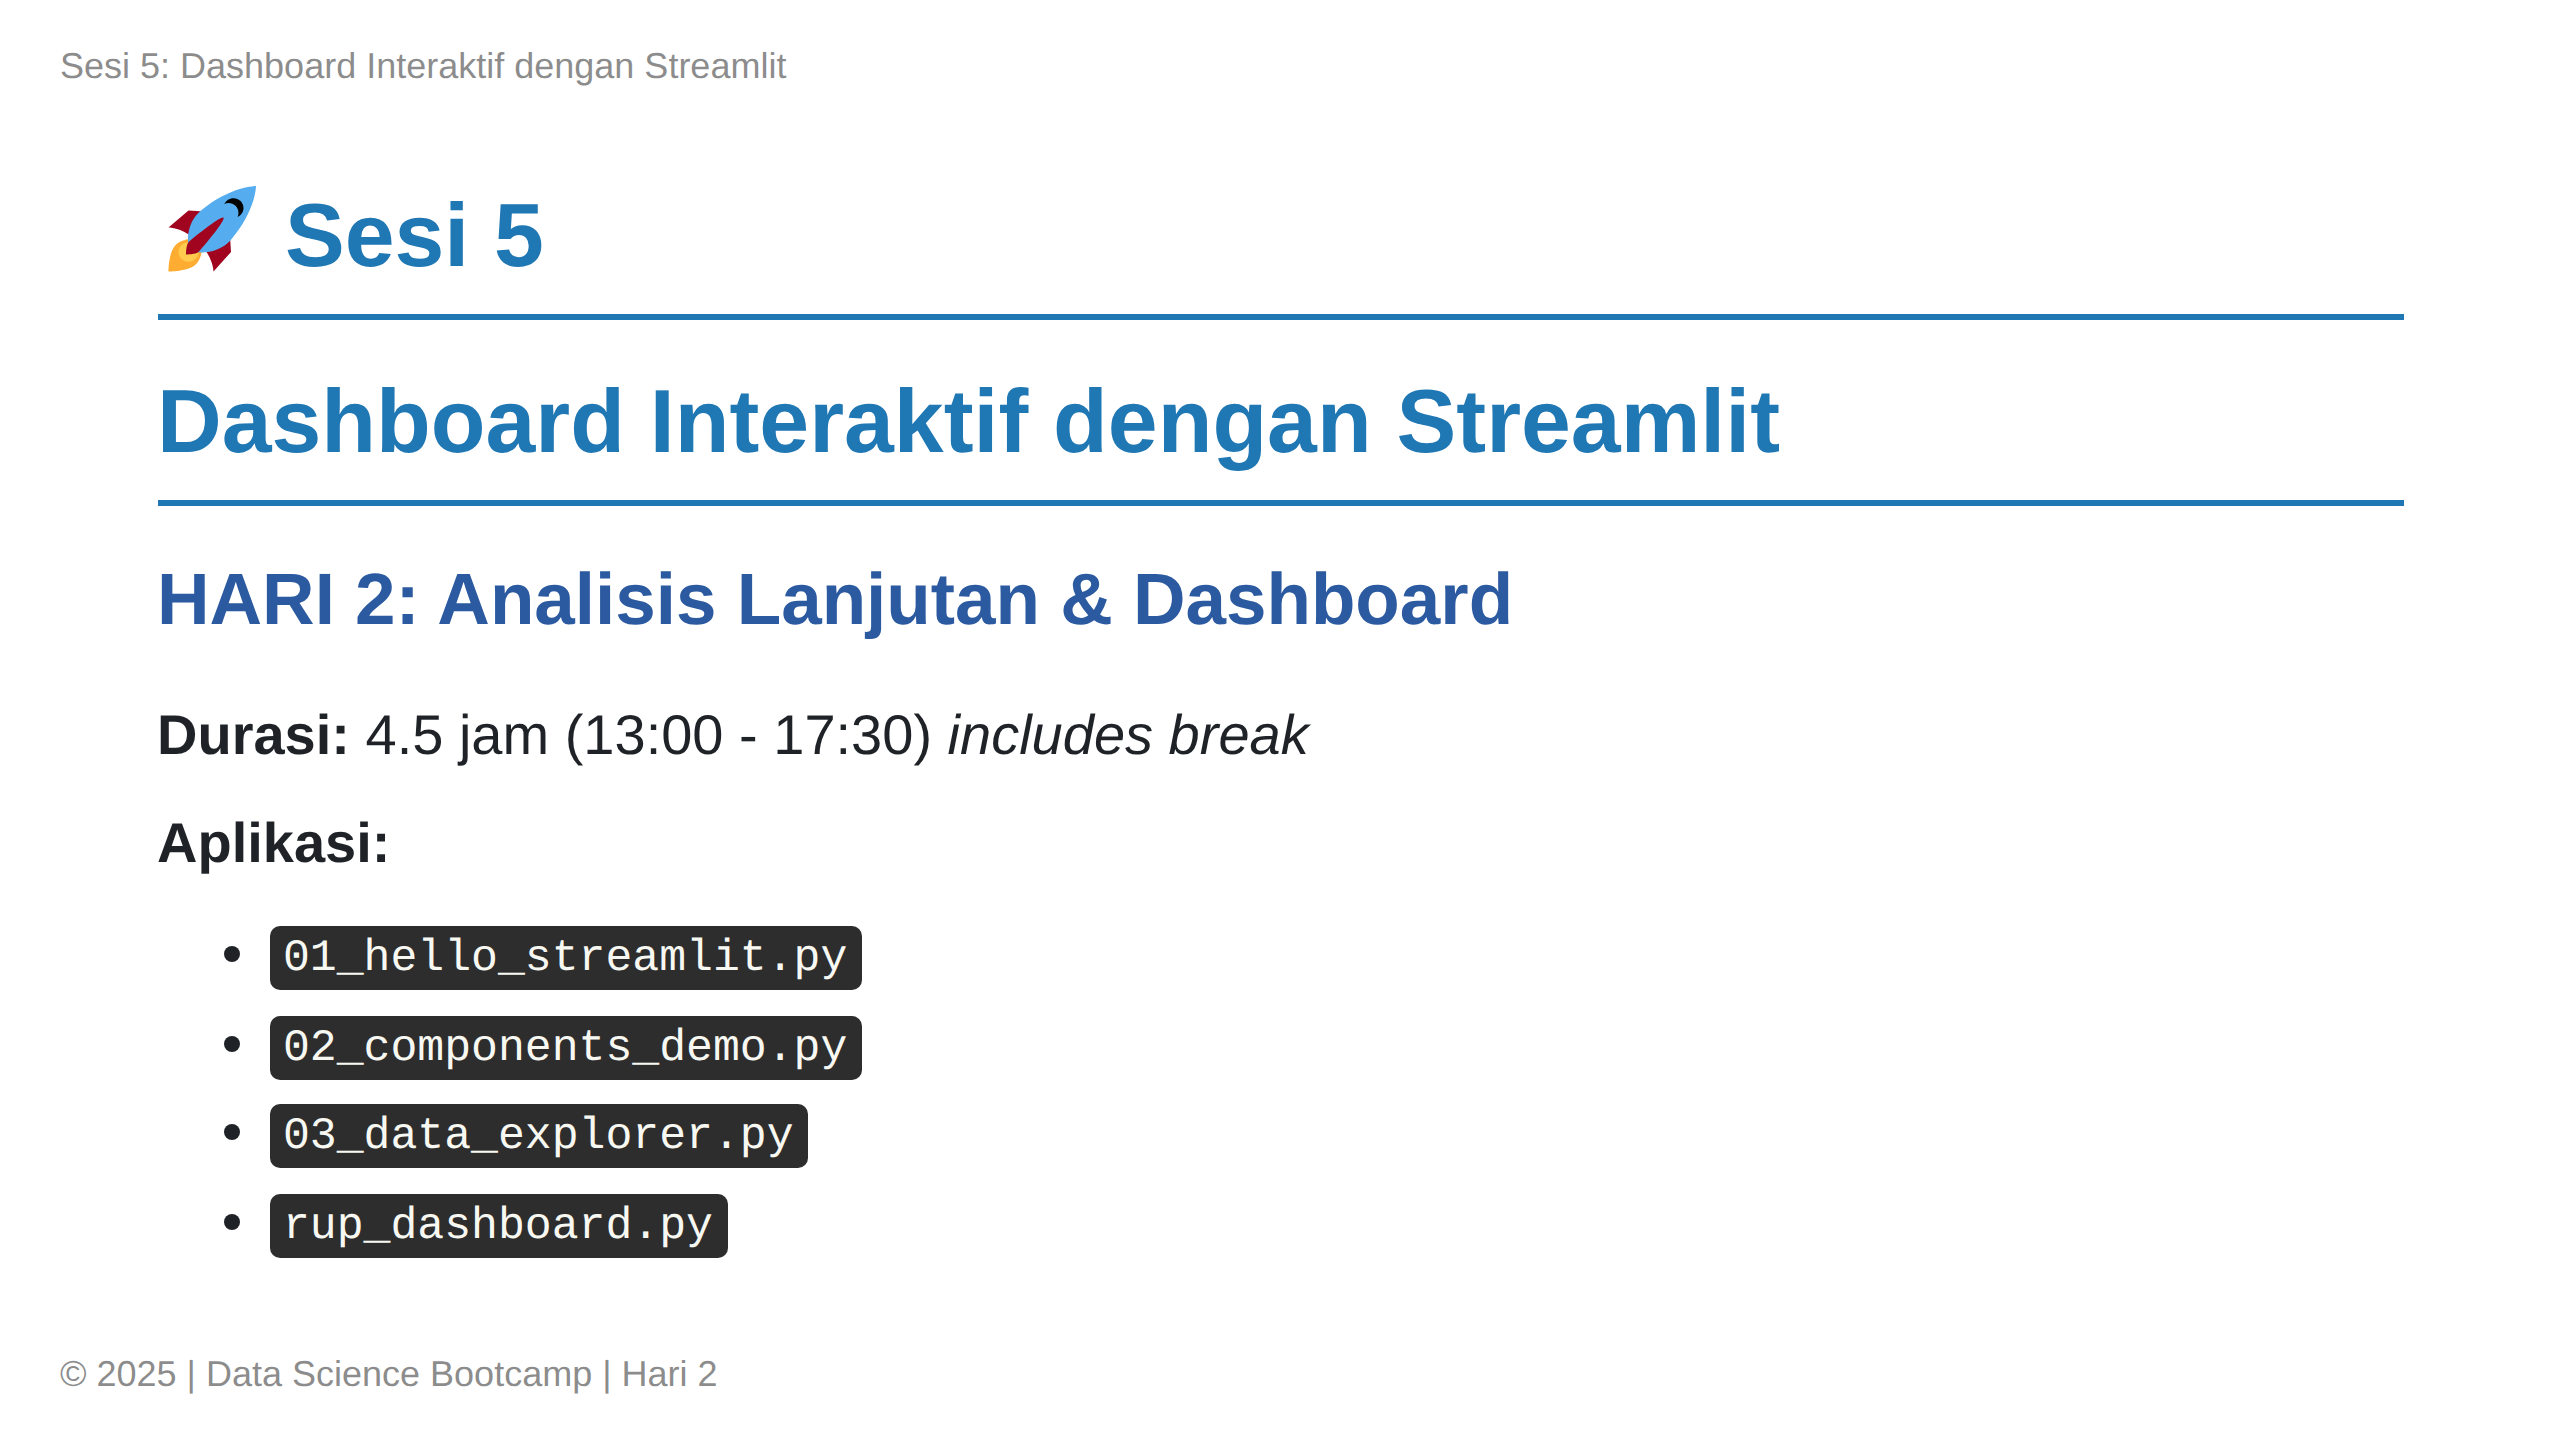 Sesi 5: Dashboard Interaktif dengan Streamlit
🚀 Sesi 5
Dashboard Interaktif dengan Streamlit
HARI 2: Analisis Lanjutan & Dashboard
Durasi: 4.5 jam (13:00 - 17:30) includes break
Aplikasi:
• 01_hello_streamlit.py
• 02_components_demo.py
• 03_data_explorer.py
• rup_dashboard.py
© 2025 | Data Science Bootcamp | Hari 2